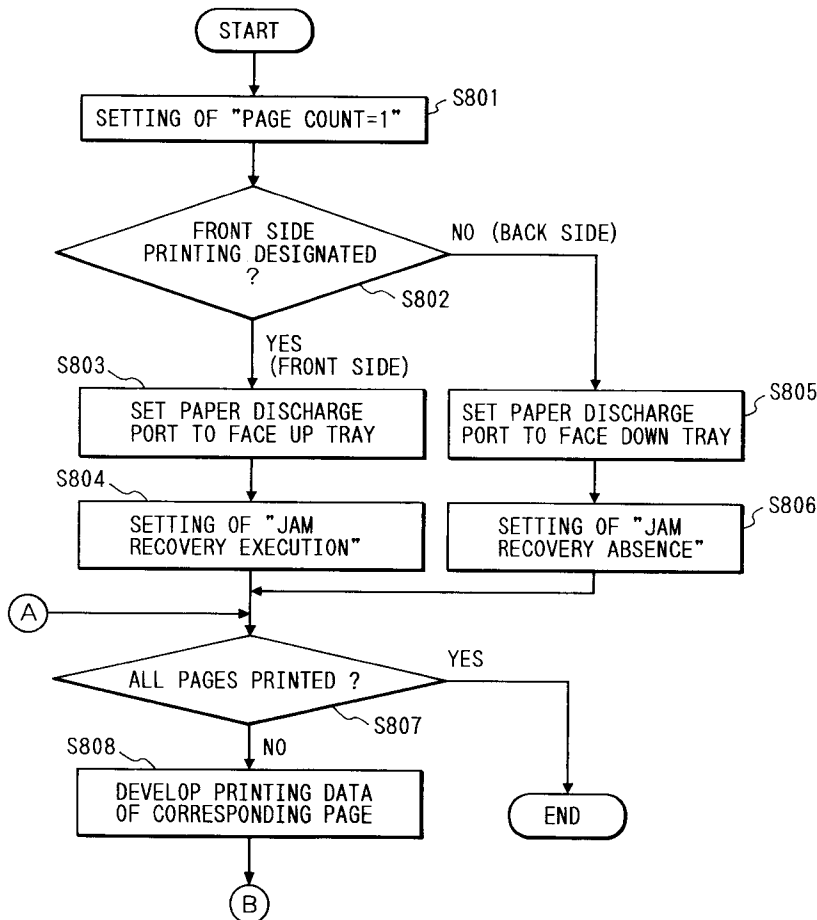 START
SETTING OF "PAGE COUNT=1"
S801
FRONT SIDE
PRINTING DESIGNATED
?
NO (BACK SIDE)
S802
YES
(FRONT SIDE)
S803
SET PAPER DISCHARGE
PORT TO FACE UP TRAY
S805
SET PAPER DISCHARGE
PORT TO FACE DOWN TRAY
S804
SETTING OF "JAM
RECOVERY EXECUTION"
S806
SETTING OF "JAM
RECOVERY ABSENCE"
A
ALL PAGES PRINTED ?
YES
S807
NO
S808
DEVELOP PRINTING DATA
OF CORRESPONDING PAGE
END
B